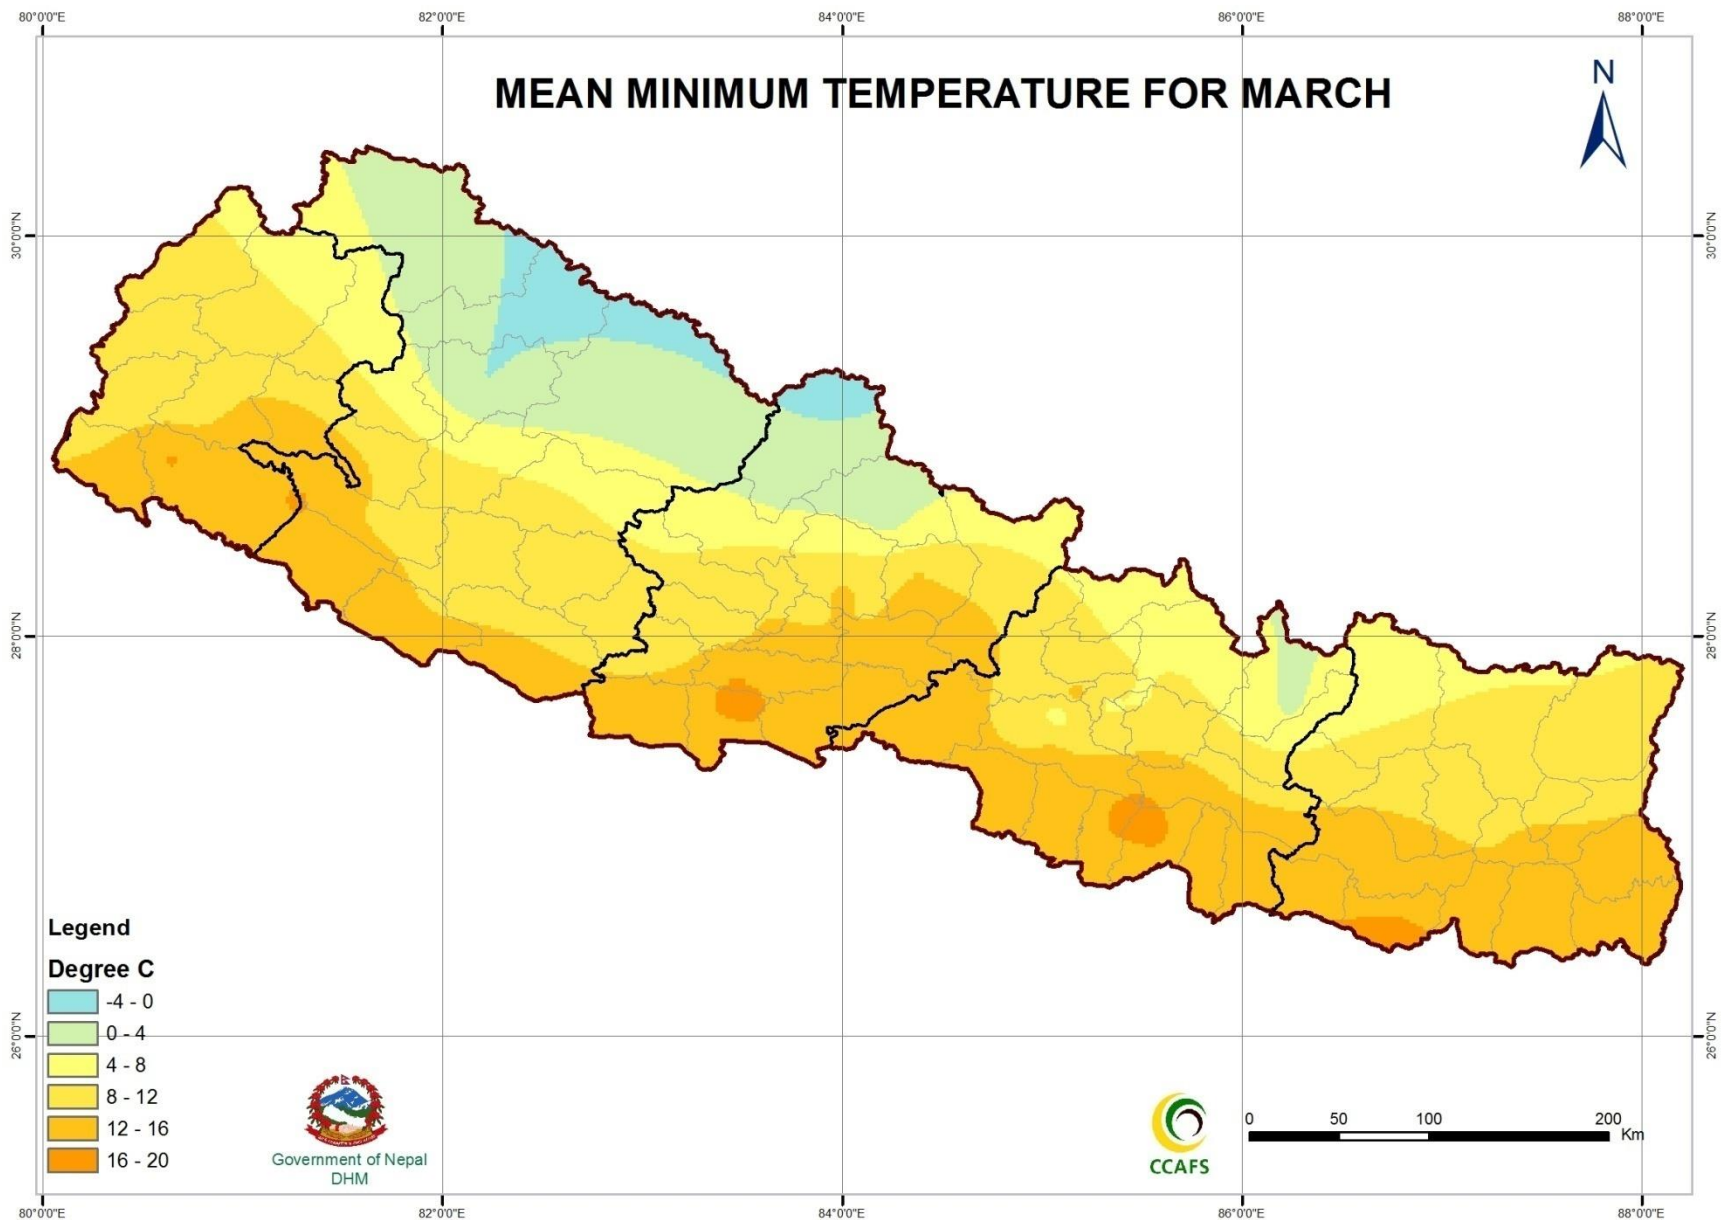 80°0'0"E 82°0'0"E 84°0'0"E 86°0'0"E 88°0'0"E
MEAN MINIMUM TEMPERATURE FOR MARCH
N
30°0'0"N 30°0'0"N
28°0'0"N 28°0'0"N
26°0'0"N 26°0'0"N
Legend
Degree C
-4 - 0
0 - 4
4 - 8
8 - 12
12 - 16
16 - 20
Government of Nepal
DHM
CCAFS
0 50 100 200
Km
80°0'0"E 82°0'0"E 84°0'0"E 86°0'0"E 88°0'0"E